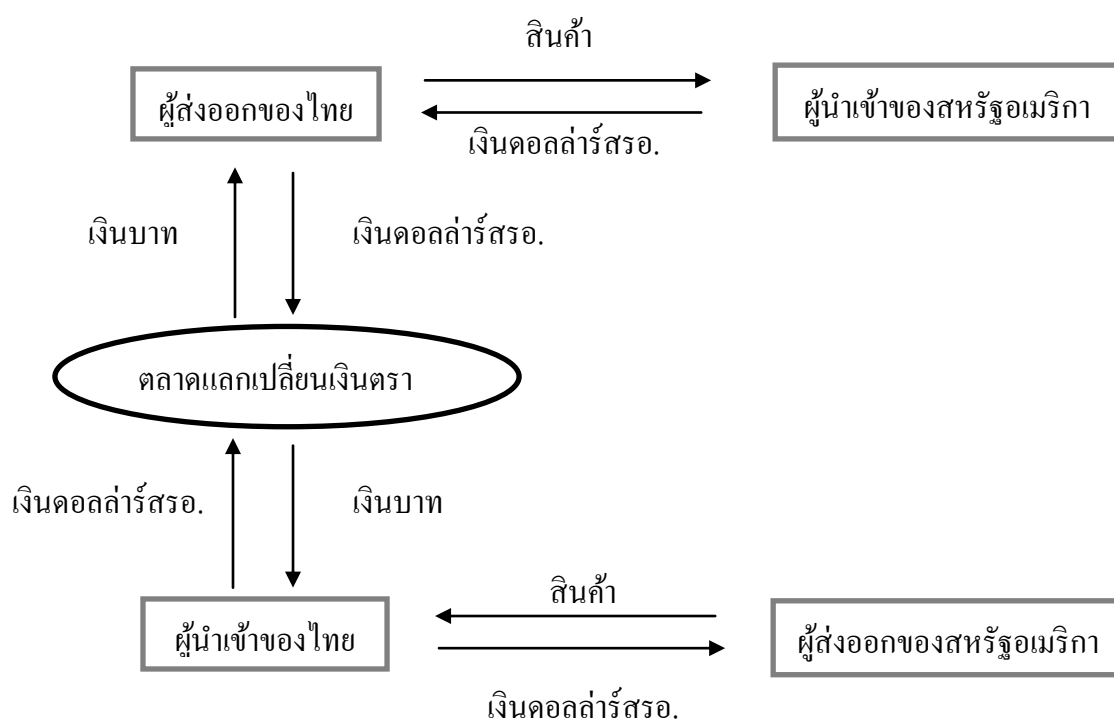 สินค้า
ผู้ส่งออกของไทย
ผู้นำเข้าของสหรัฐอเมริกา
เงินดอลล่าร์สรอ.
เงินบาท
เงินดอลล่าร์สรอ.
ตลาดแลกเปลี่ยนเงินตรา
เงินดอลล่าร์สรอ.
เงินบาท
สินค้า
ผู้นำเข้าของไทย
ผู้ส่งออกของสหรัฐอเมริกา
เงินดอลล่าร์สรอ.